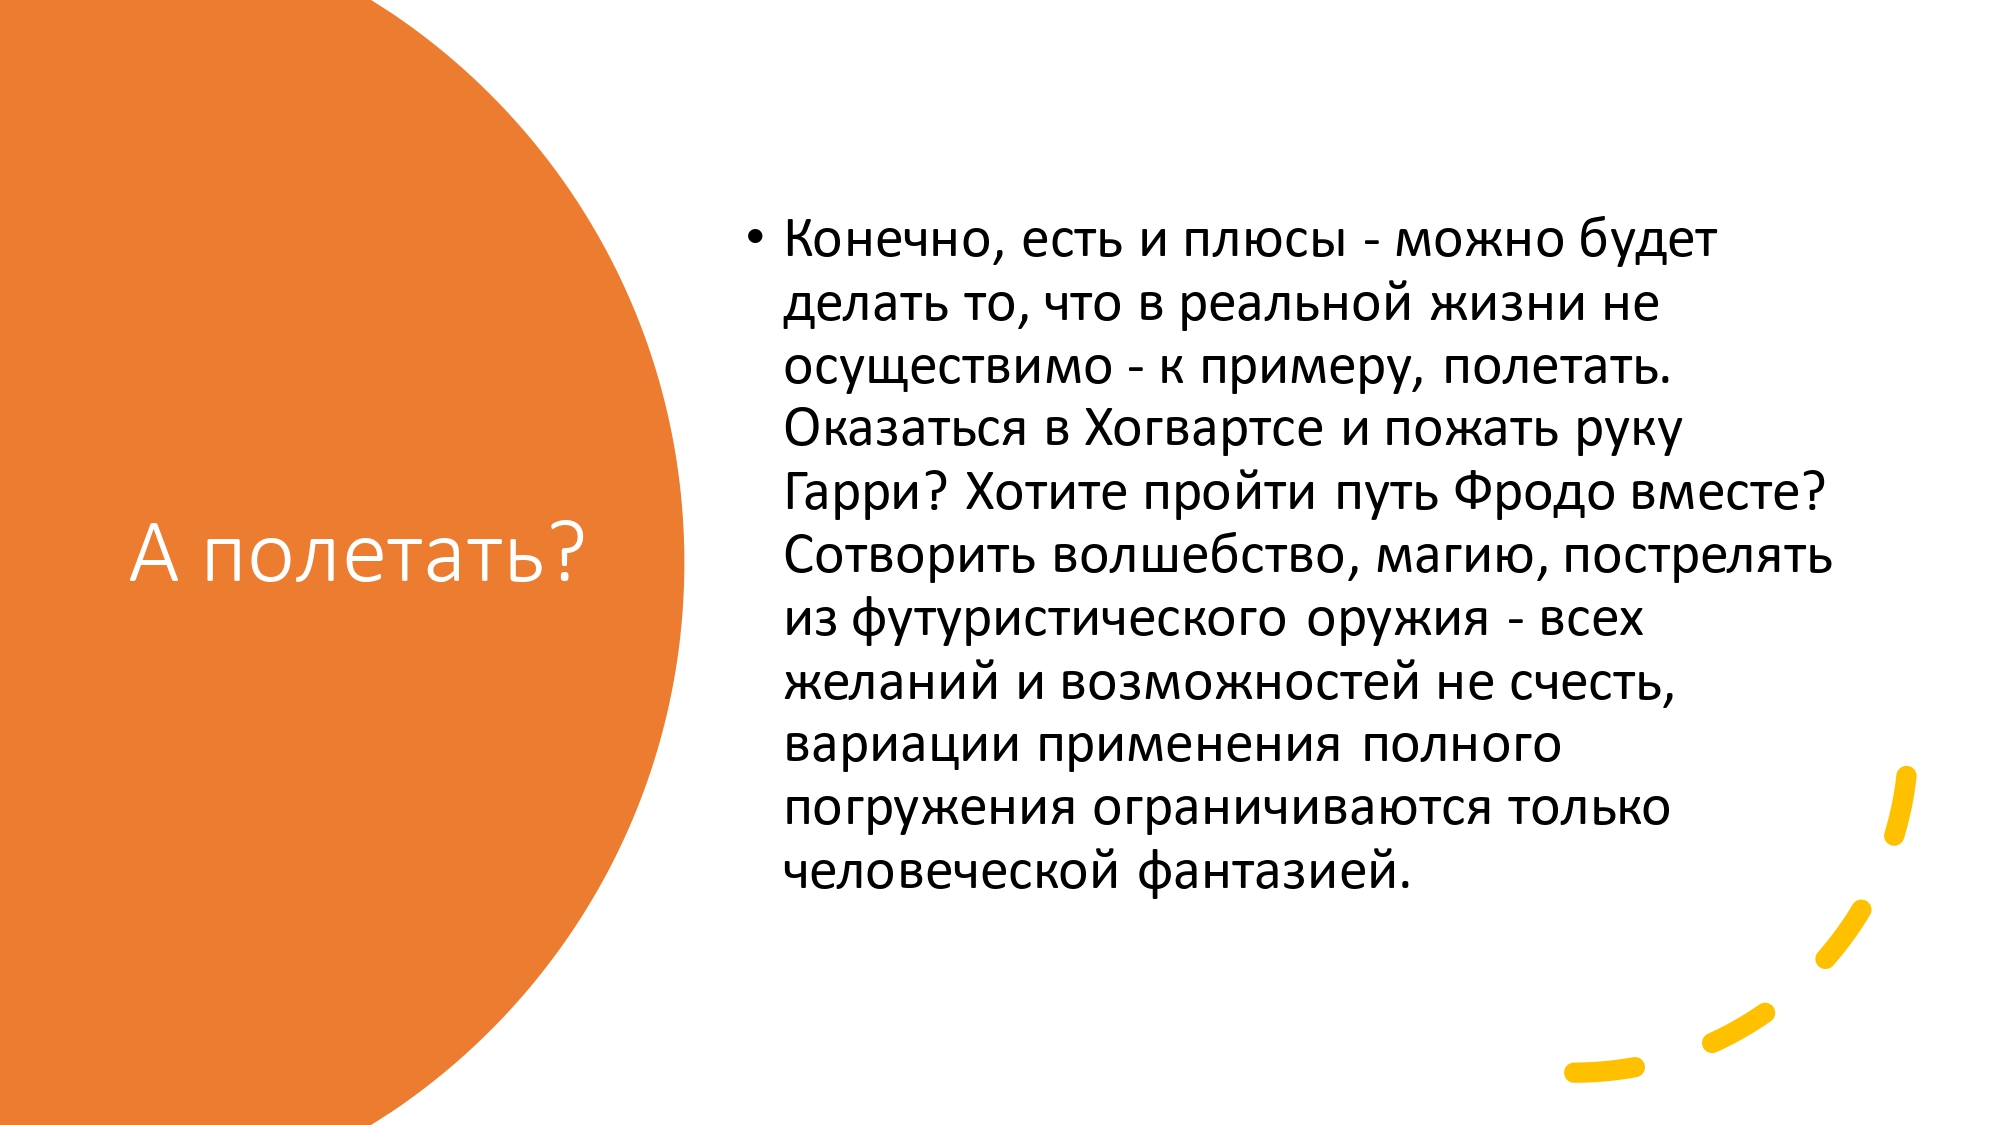 А полетать?
• Конечно, есть и плюсы - можно будет
делать то, что в реальной жизни не
осуществимо - к примеру, полетать.
Оказаться в Хогвартсе и пожать руку
Гарри? Хотите пройти путь Фродо вместе?
Сотворить волшебство, магию, пострелять
из футуристического оружия - всех
желаний и возможностей не счесть,
вариации применения полного
погружения ограничиваются только
человеческой фантазией.